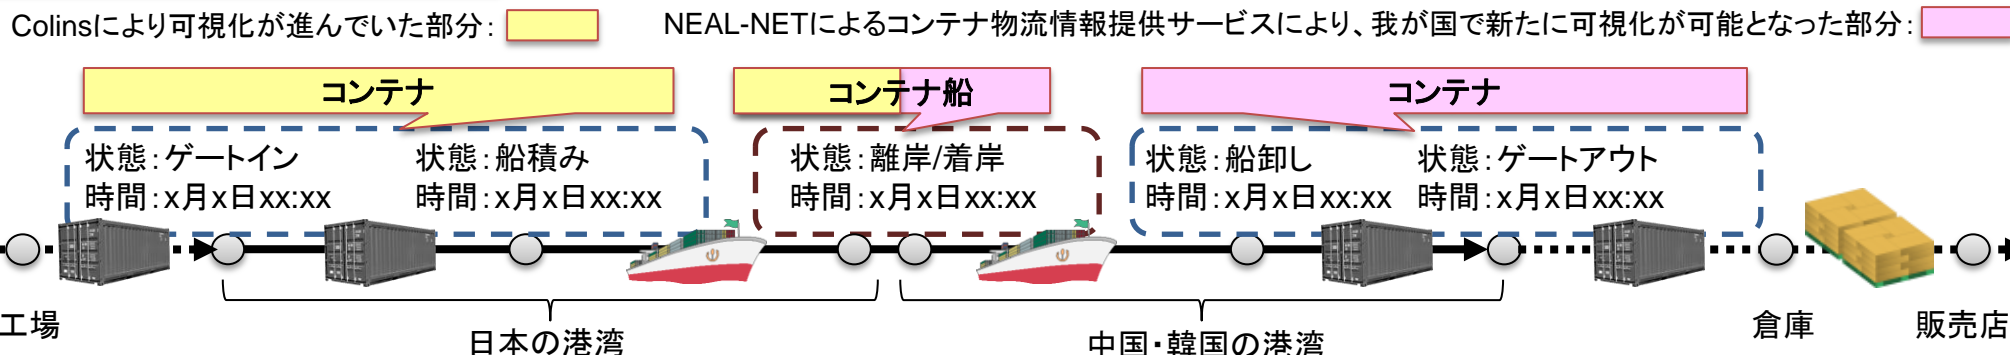 Colinsにより可視化が進んでいた部分：
NEAL-NETによるコンテナ物流情報提供サービスにより、我が国で新たに可視化が可能となった部分：
コンテナ
コンテナ船
コンテナ
状態：ゲートイン
時間：x月x日xx:xx
状態：船積み
時間：x月x日xx:xx
状態：離岸/着岸
時間：x月x日xx:xx
状態：船卸し
時間：x月x日xx:xx
状態：ゲートアウト
時間：x月x日xx:xx
工場
日本の港湾
中国・韓国の港湾
倉庫
販売店